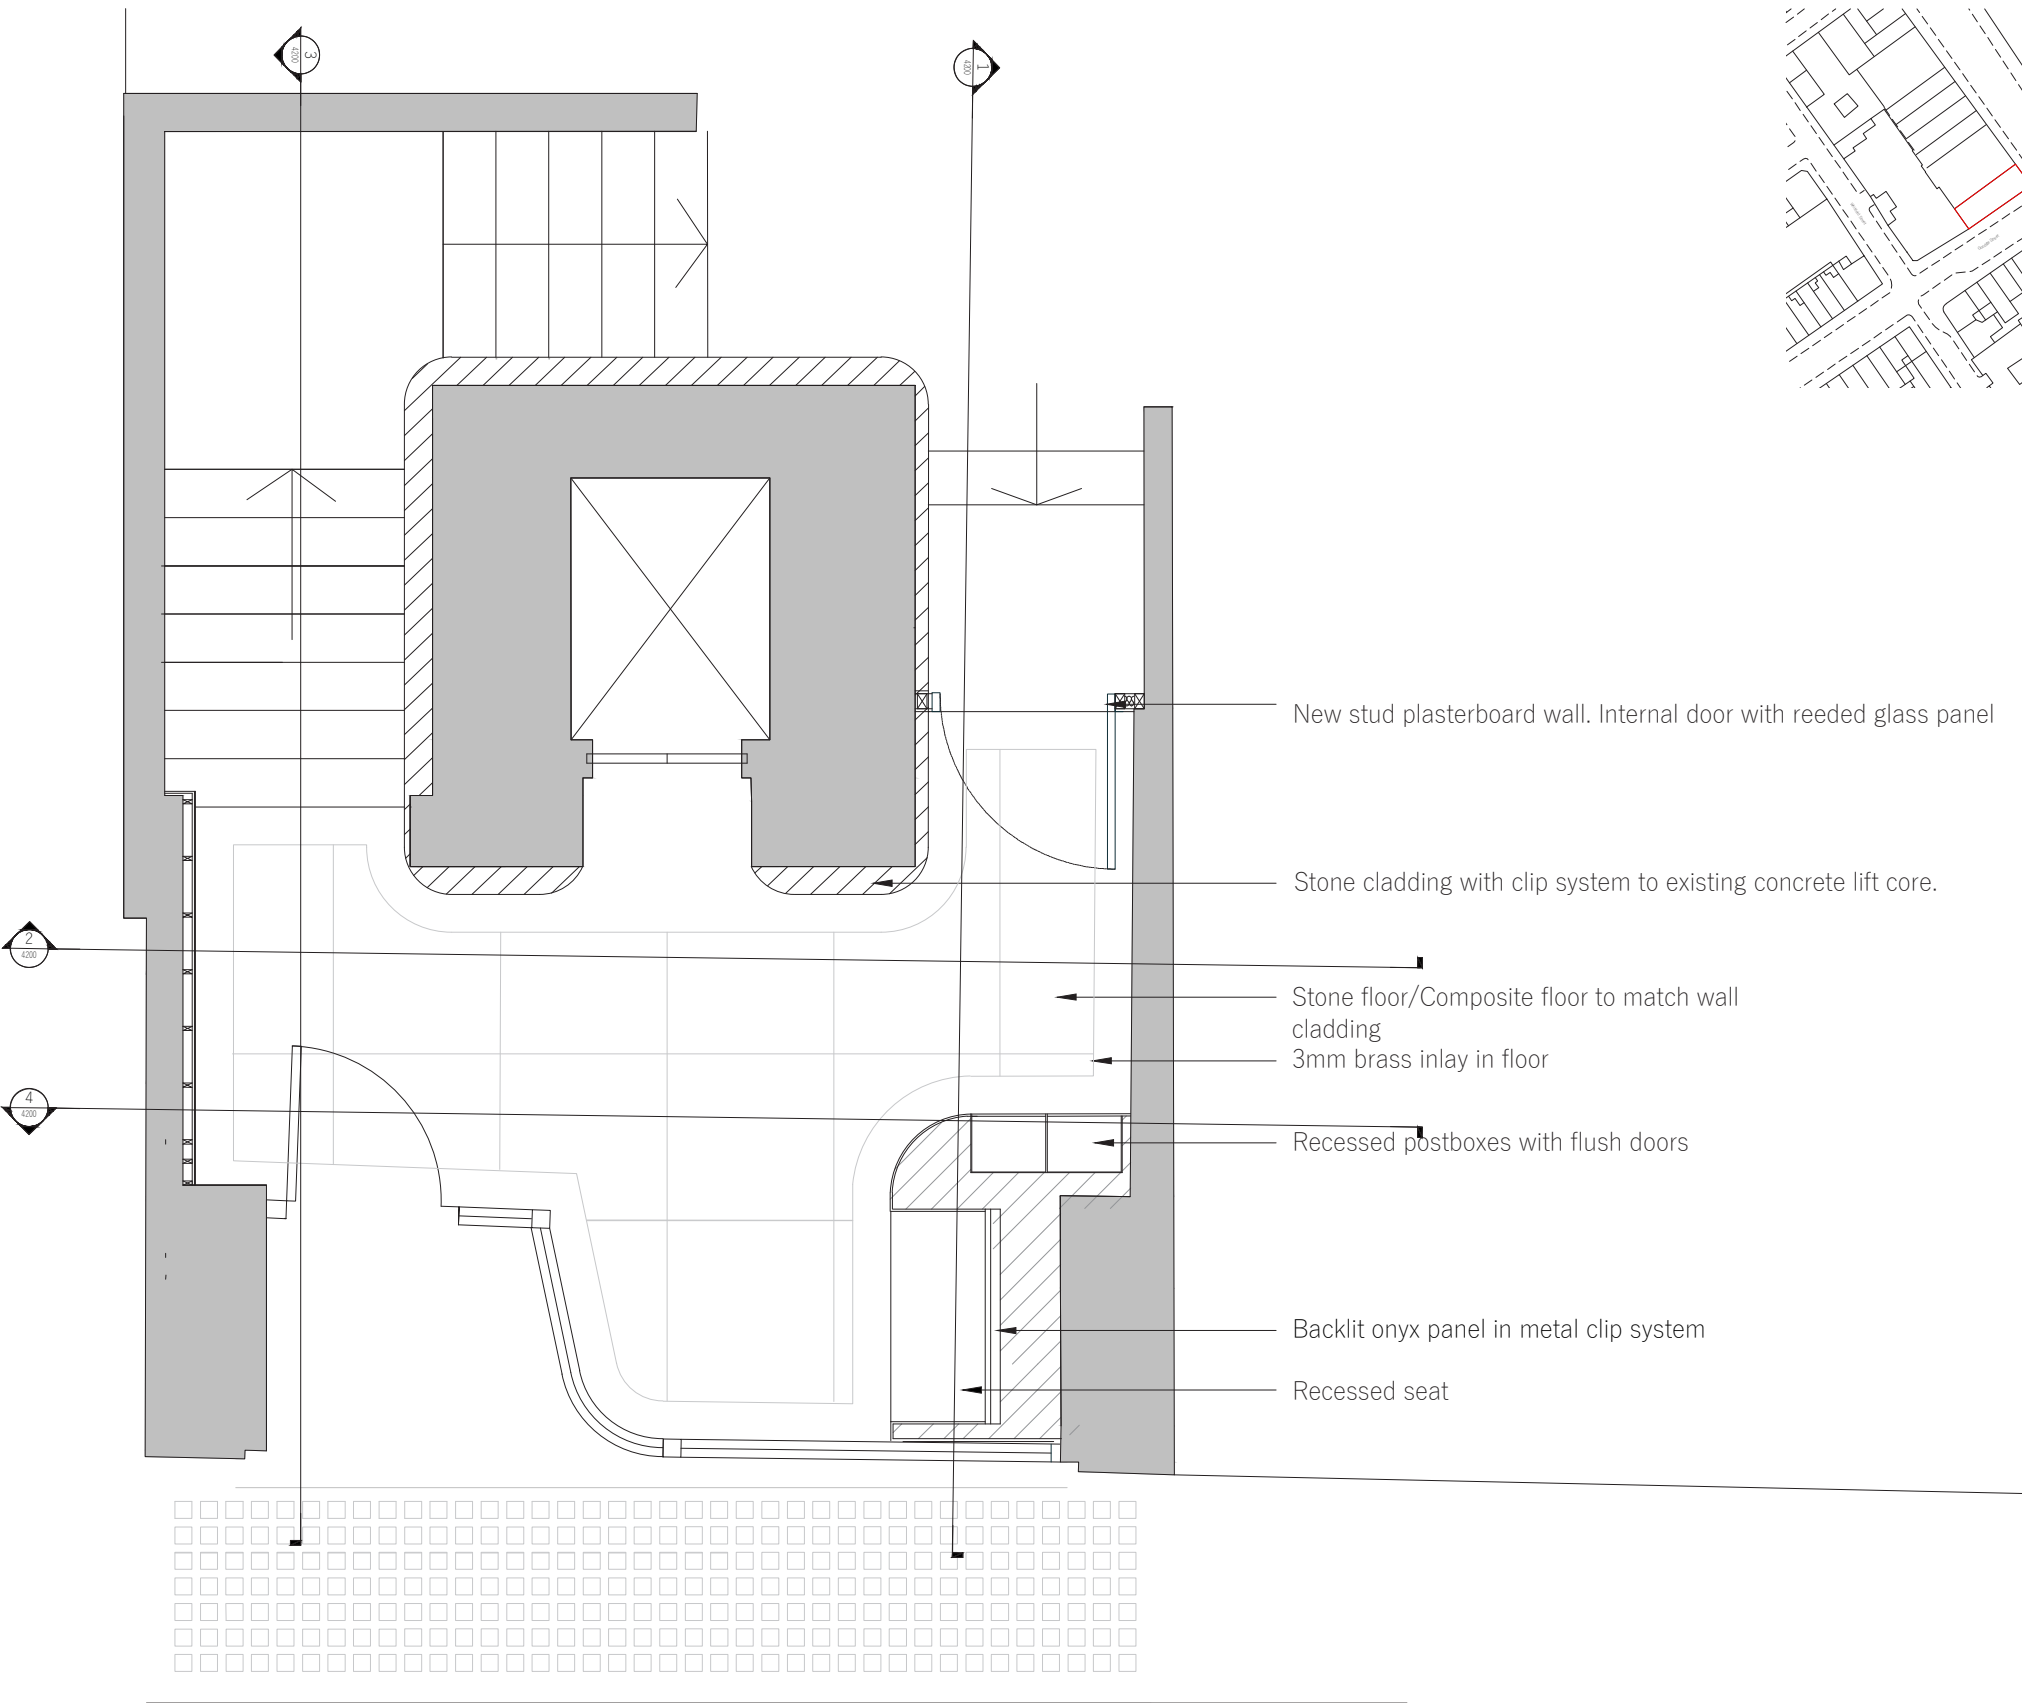 3
4200
1
4200
New stud plasterboard wall. Internal door with reeded glass panel
Stone cladding with clip system to existing concrete lift core.
2
4200
Stone floor/Composite floor to match wall
cladding
3mm brass inlay in floor
4
4200
Recessed postboxes with flush doors
Backlit onyx panel in metal clip system
Recessed seat